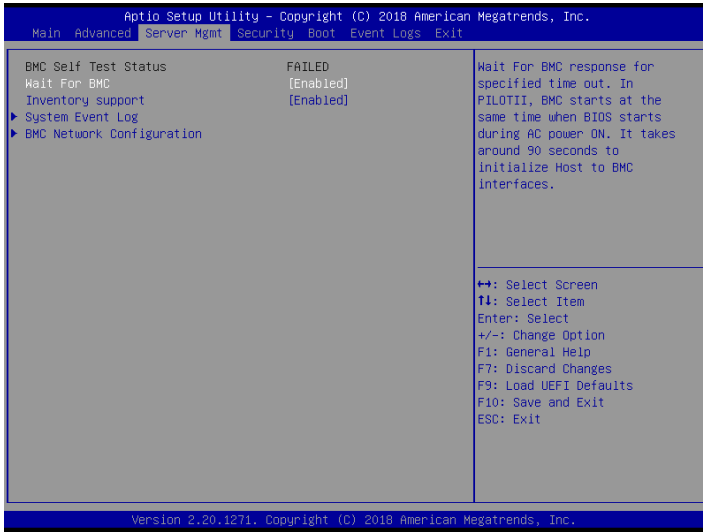 Aptio Setup Utility – Copyright (C) 2018 American Megatrends, Inc.
Main Advanced Server Mgmt Security Boot Event Logs Exit
BMC Self Test Status FAILED
Wait For BMC [Enabled]
Inventory support [Enabled]
▶ System Event Log
▶ BMC Network Configuration
Wait For BMC response for
specified time out. In
PILOTII, BMC starts at the
same time when BIOS starts
during AC power ON. It takes
around 90 seconds to
initialize Host to BMC
interfaces.
↔: Select Screen
↑↓: Select Item
Enter: Select
+/-: Change Option
F1: General Help
F7: Discard Changes
F9: Load UEFI Defaults
F10: Save and Exit
ESC: Exit
Version 2.20.1271. Copyright (C) 2018 American Megatrends, Inc.